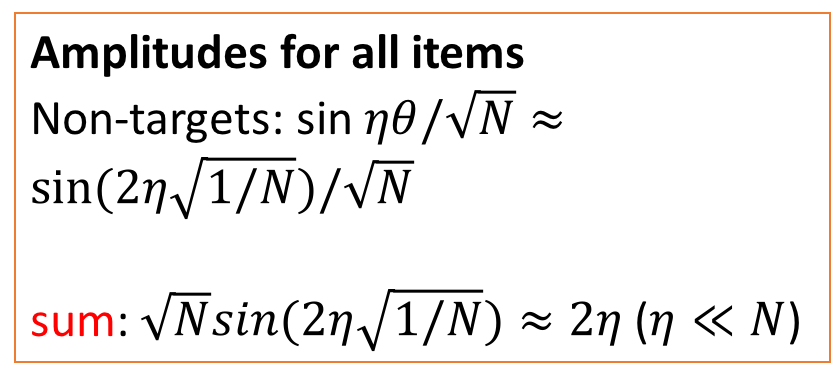 Amplitudes for all items
Non-targets: sin 𝜂𝜃/√N ≈
sin(2𝜂√1/N)/√N
sum: √Nsin(2𝜂√1/N) ≈ 2𝜂 (𝜂 ≪ N)